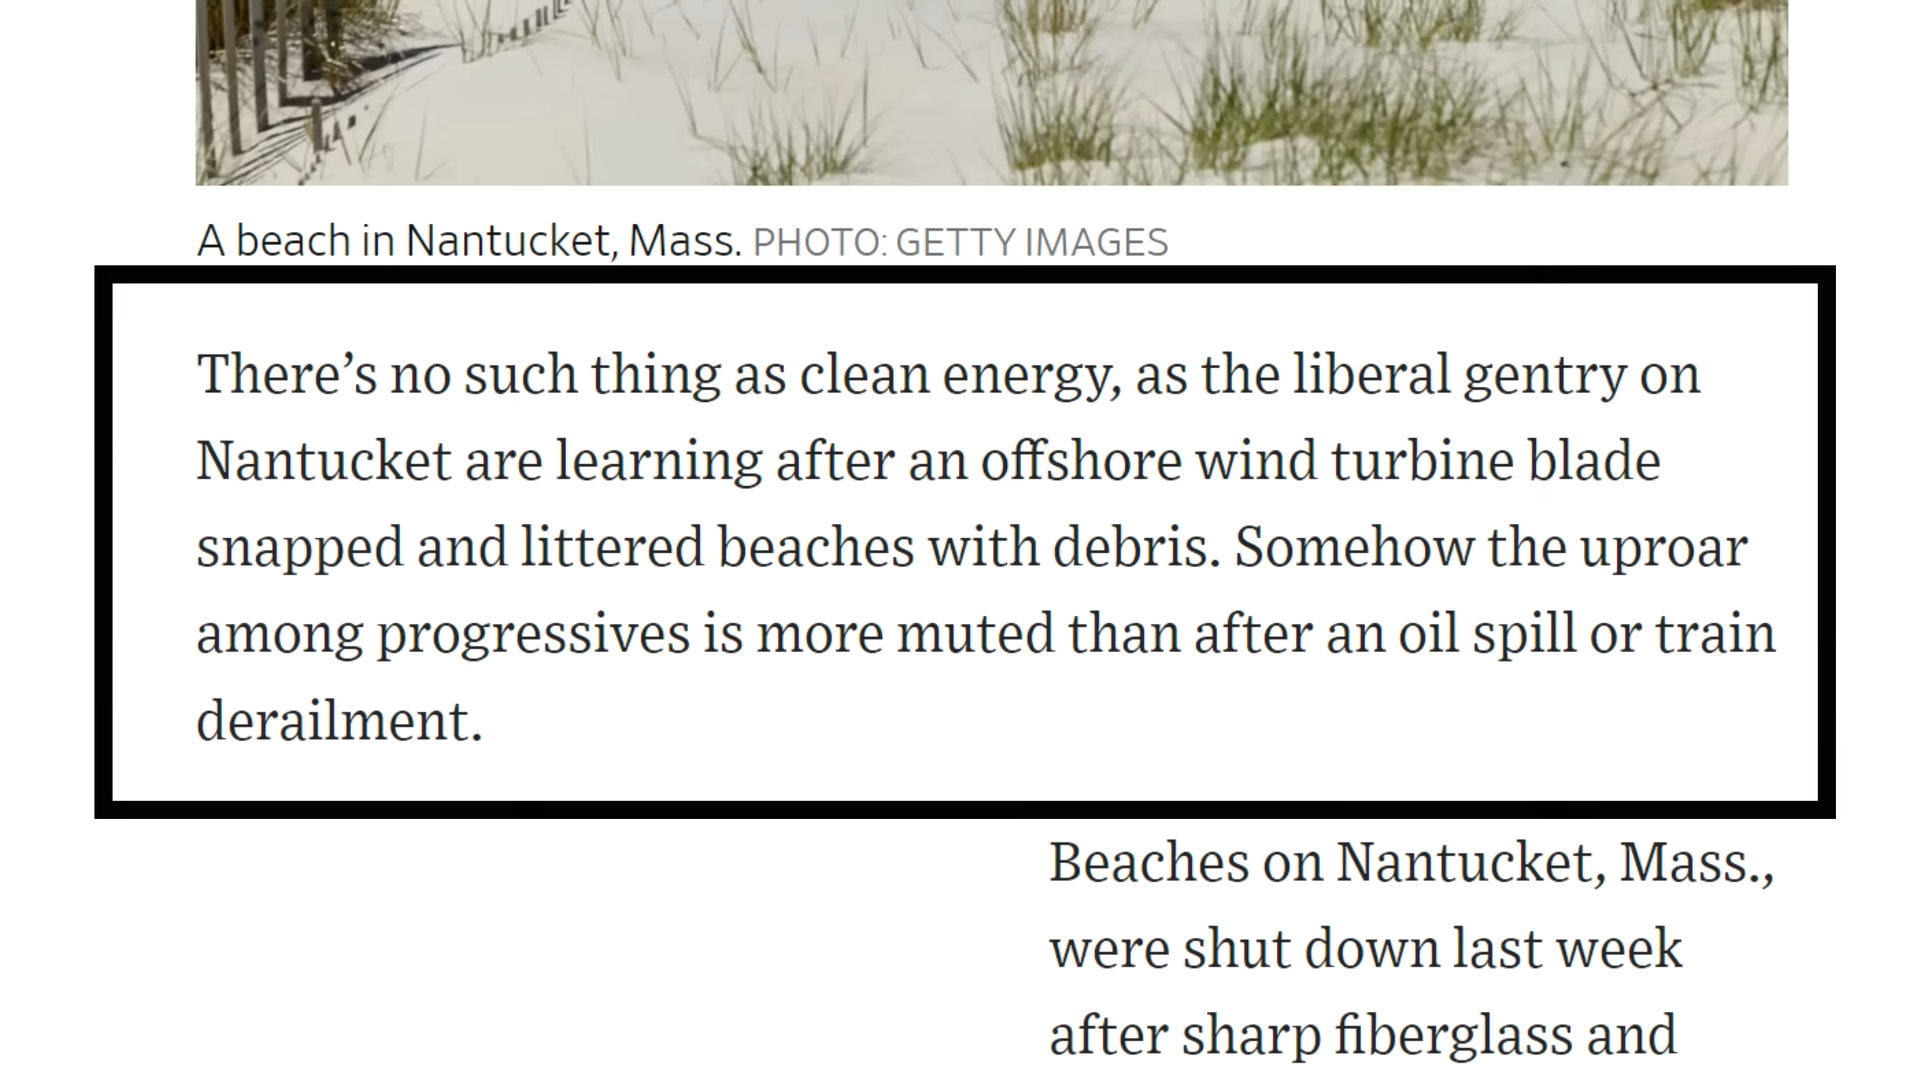 A beach in Nantucket, Mass. PHOTO: GETTY IMAGES
There’s no such thing as clean energy, as the liberal gentry on
Nantucket are learning after an offshore wind turbine blade
snapped and littered beaches with debris. Somehow the uproar
among progressives is more muted than after an oil spill or train
derailment.
Beaches on Nantucket, Mass.,
were shut down last week
after sharp fiberglass and